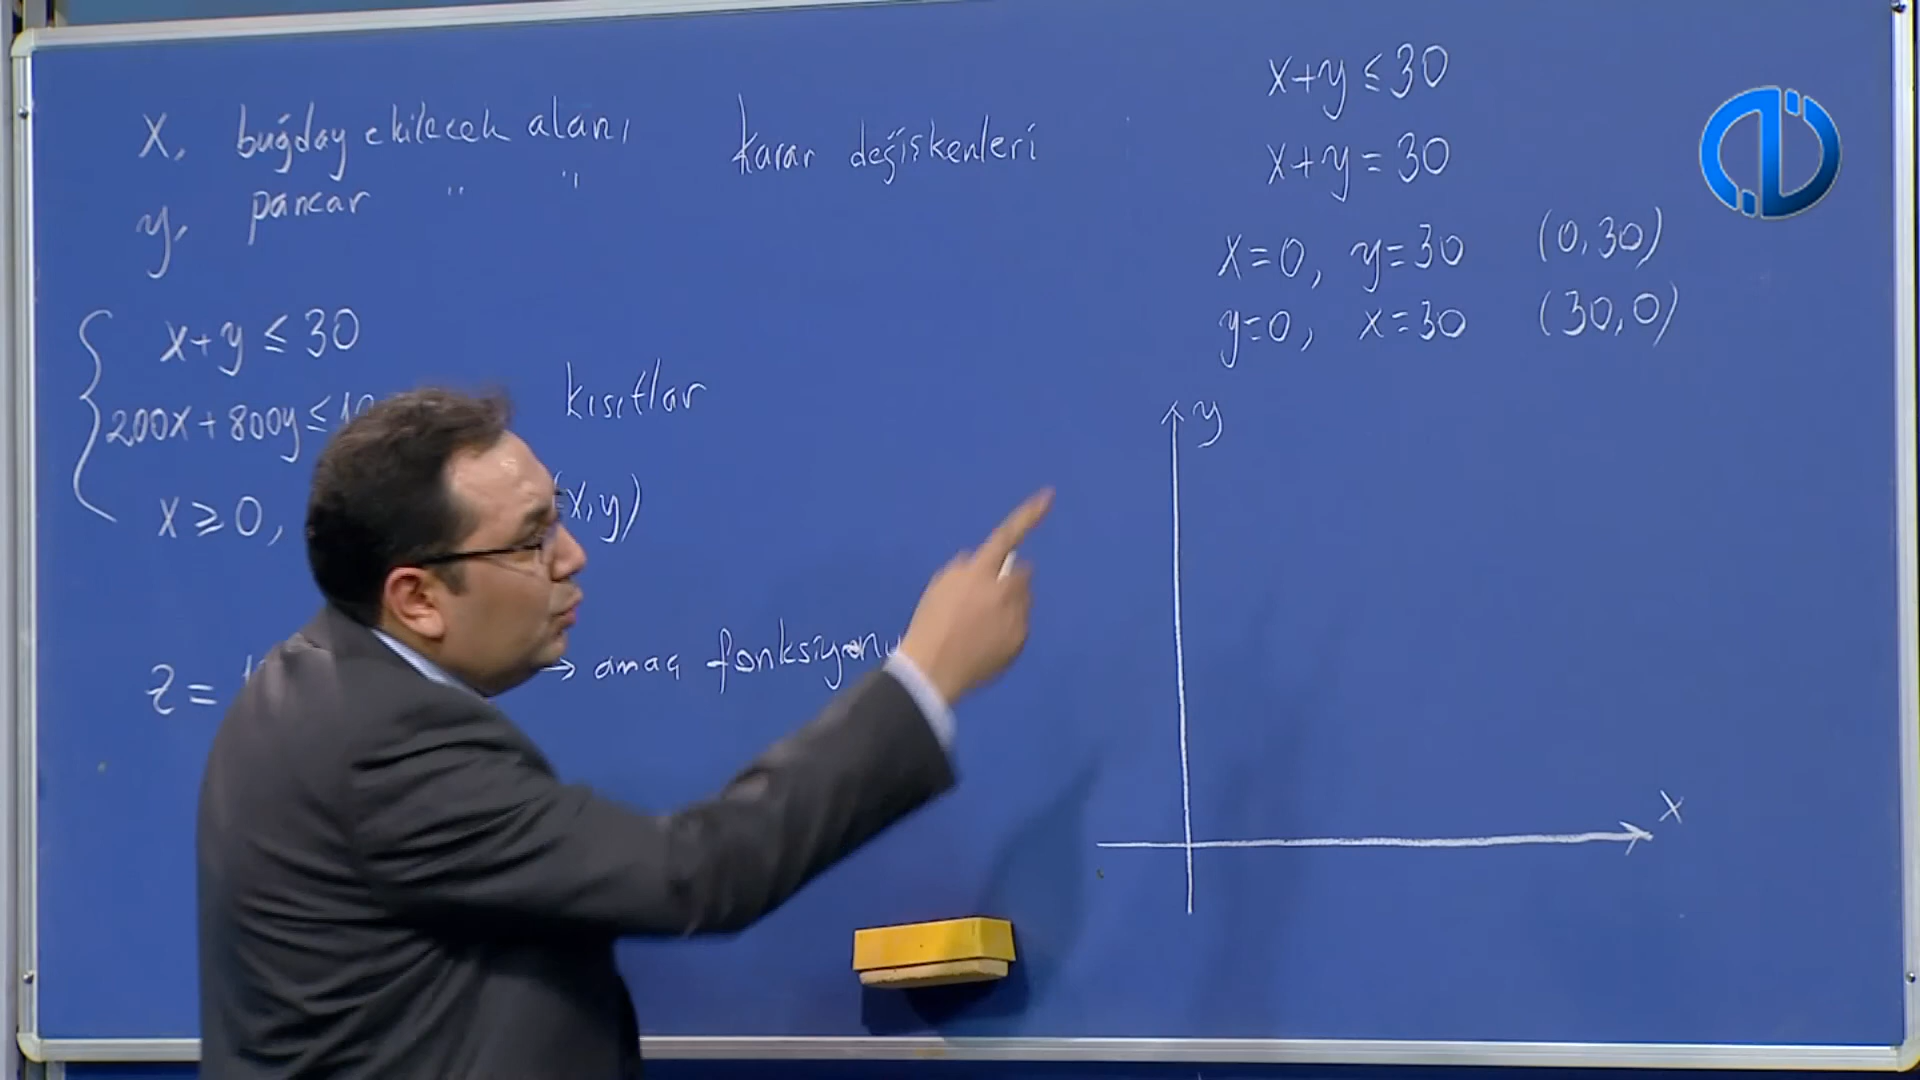 x, buğday ekilecek alanı
y, pancar " "
karar değişkenleri
x+y ≤ 30
200x+800y ≤ 10
kısıtlar
x ≥ 0,
x,y)
z =
→ amaç fonksiyonu
x+y ≤ 30
x+y = 30
x=0, y=30 (0,30)
y=0, x=30 (30,0)
y
x